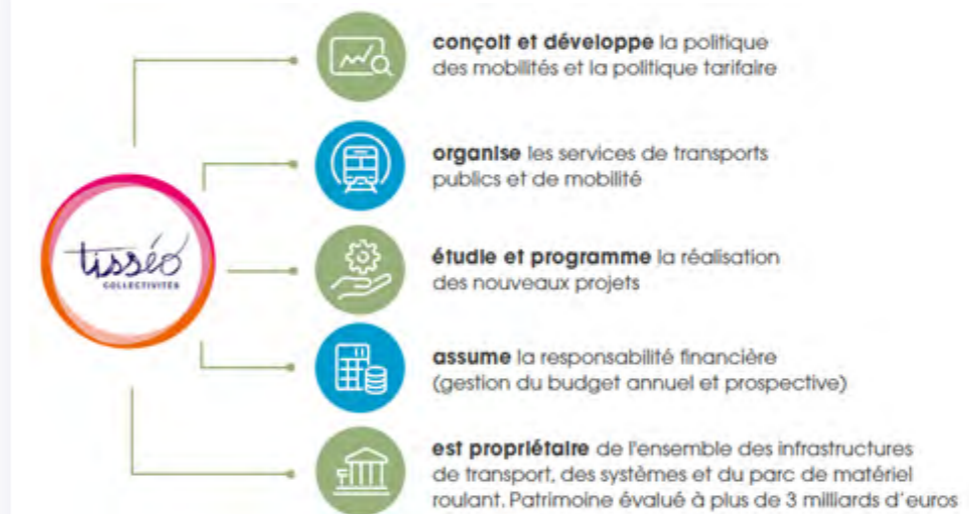 conçoit et développe la politique
des mobilités et la politique tarifaire
organise les services de transports
publics et de mobilité
tisséo
COLLECTIVITÉS
étudie et programme la réalisation
des nouveaux projets
assume la responsabilité financière
(gestion du budget annuel et prospective)
est propriétaire de l'ensemble des infrastructures
de transport, des systèmes et du parc de matériel
roulant. Patrimoine évalué à plus de 3 milliards d'euros